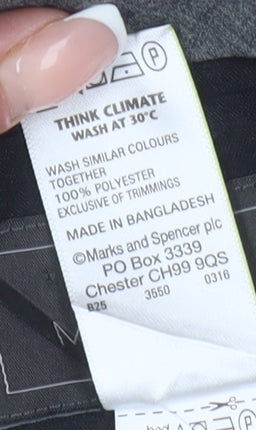 P
THINK CLIMATE
WASH AT 30°C
WASH SIMILAR COLOURS
TOGETHER
100% POLYESTER
EXCLUSIVE OF TRIMMINGS
MADE IN BANGLADESH
©Marks and Spencer plc
PO Box 3339
Chester CH99 9QS
B25 3550 0316
M